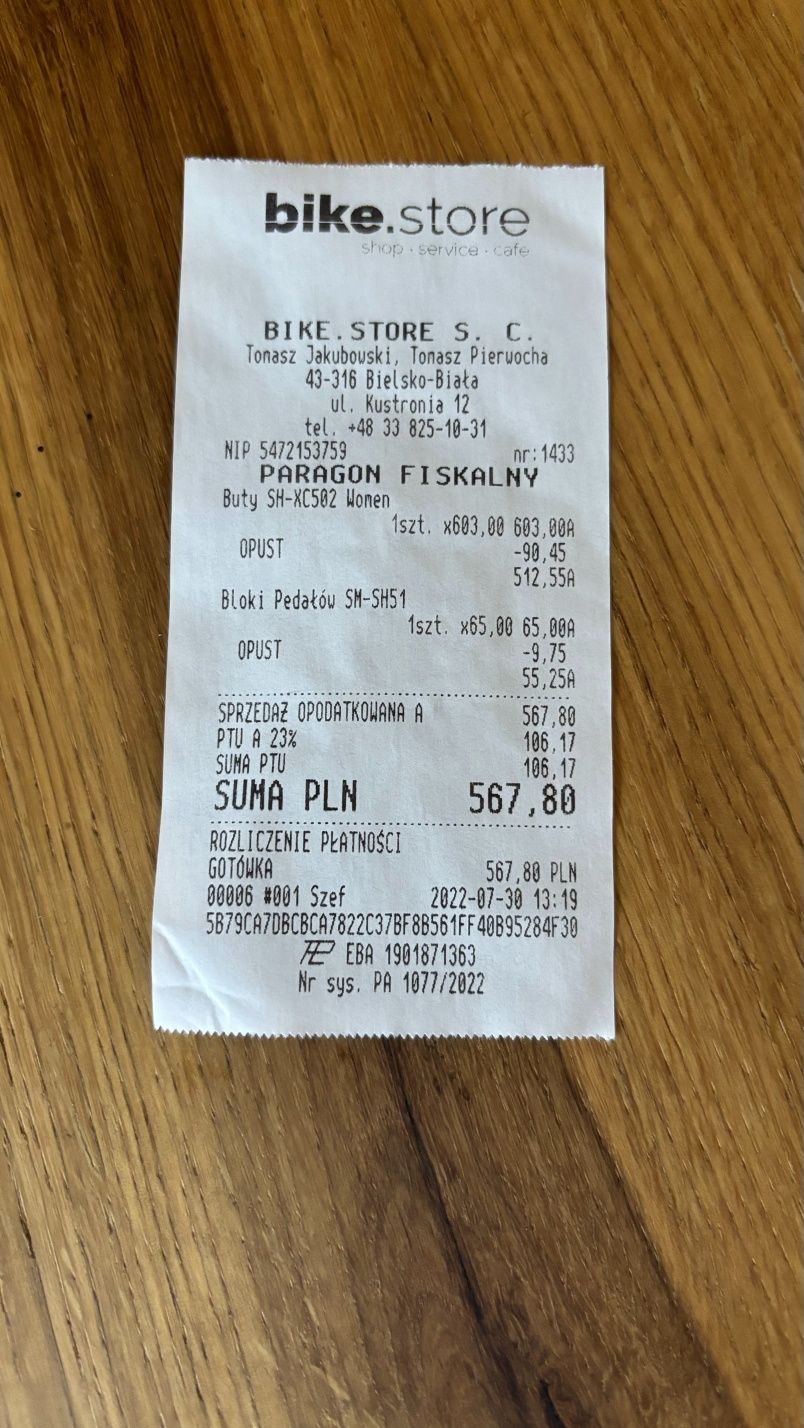 bike.store
shop · service · cafe
BIKE.STORE S. C.
Tomasz Jakubowski, Tomasz Pierwocha
43-316 Bielsko-Biała
ul. Kustronia 12
tel. +48 33 825-10-31
NIP 5472153759 nr:1433
PARAGON FISKALNY
Buty SH-XC502 Women
1szt. x603,00 603,00A
OPUST -90,45
512,55A
Bloki Pedałów SM-SH51
1szt. x65,00 65,00A
OPUST -9,75
55,25A
SPRZEDAŻ OPODATKOWANA A 567,80
PTU A 23% 106,17
SUMA PTU 106,17
SUMA PLN 567,80
ROZLICZENIE PŁATNOŚCI
GOTÓWKA 567,80 PLN
00006 #001 Szef 2022-07-30 13:19
5B79CA7DBCBCA7822C37BF8B561FF40B95284F30
EBA 1901871363
Nr sys. PA 1077/2022